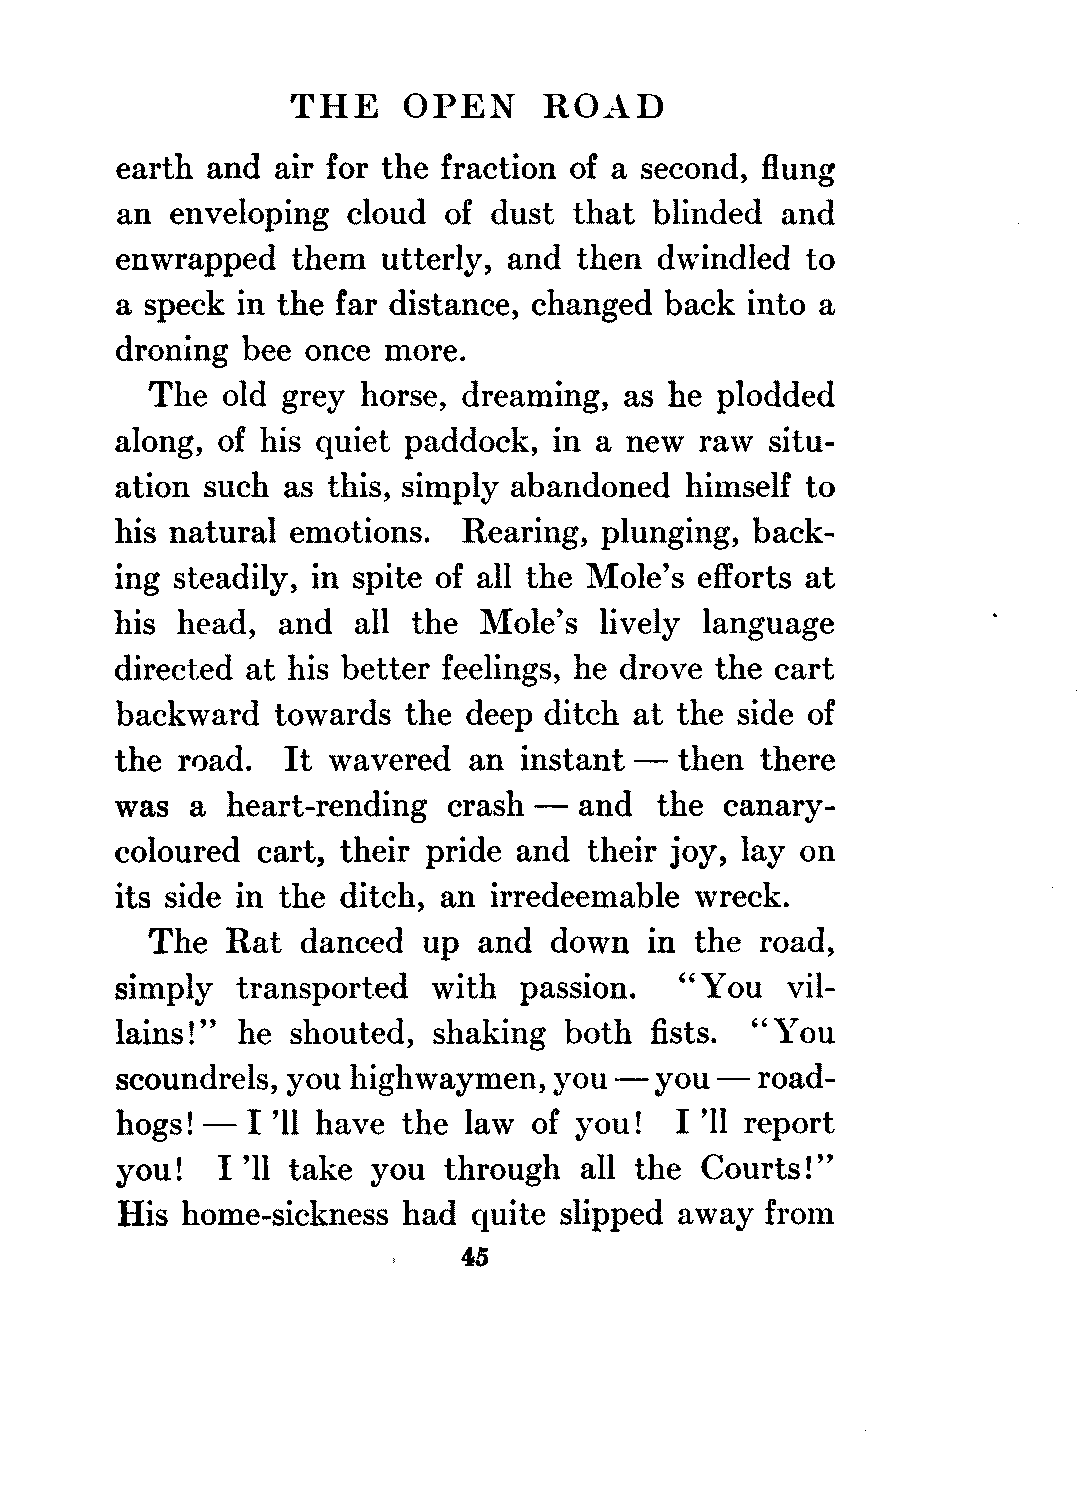 THE OPEN ROAD
earth and air for the fraction of a second, flung
an enveloping cloud of dust that blinded and
enwrapped them utterly, and then dwindled to
a speck in the far distance, changed back into a
droning bee once more.
The old grey horse, dreaming, as he plodded
along, of his quiet paddock, in a new raw situ-
ation such as this, simply abandoned himself to
his natural emotions. Rearing, plunging, back-
ing steadily, in spite of all the Mole's efforts at
his head, and all the Mole's lively language
directed at his better feelings, he drove the cart
backward towards the deep ditch at the side of
the road. It wavered an instant — then there
was a heart-rending crash — and the canary-
coloured cart, their pride and their joy, lay on
its side in the ditch, an irredeemable wreck.
The Rat danced up and down in the road,
simply transported with passion. "You vil-
lains!" he shouted, shaking both fists. "You
scoundrels, you highwaymen, you — you — road-
hogs! — I 'll have the law of you! I 'll report
you! I 'll take you through all the Courts!"
His home-sickness had quite slipped away from
45